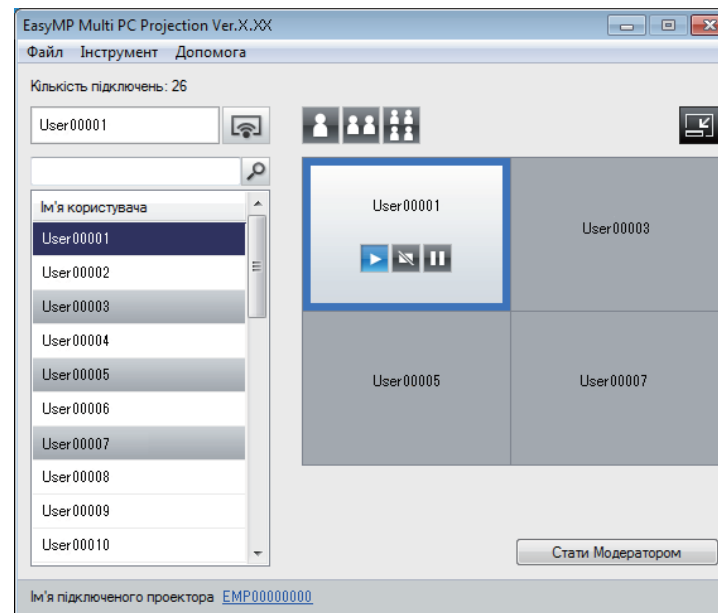 EasyMP Multi PC Projection Ver.X.XX
Файл Інструмент Допомога
Кількість підключень: 26
User00001
Ім'я користувача
User00001
User00002
User00003
User00004
User00005
User00006
User00007
User00008
User00009
User00010
User00001
User00003
User00005
User00007
Стати Модератором
Ім'я підключеного проектора EMP00000000